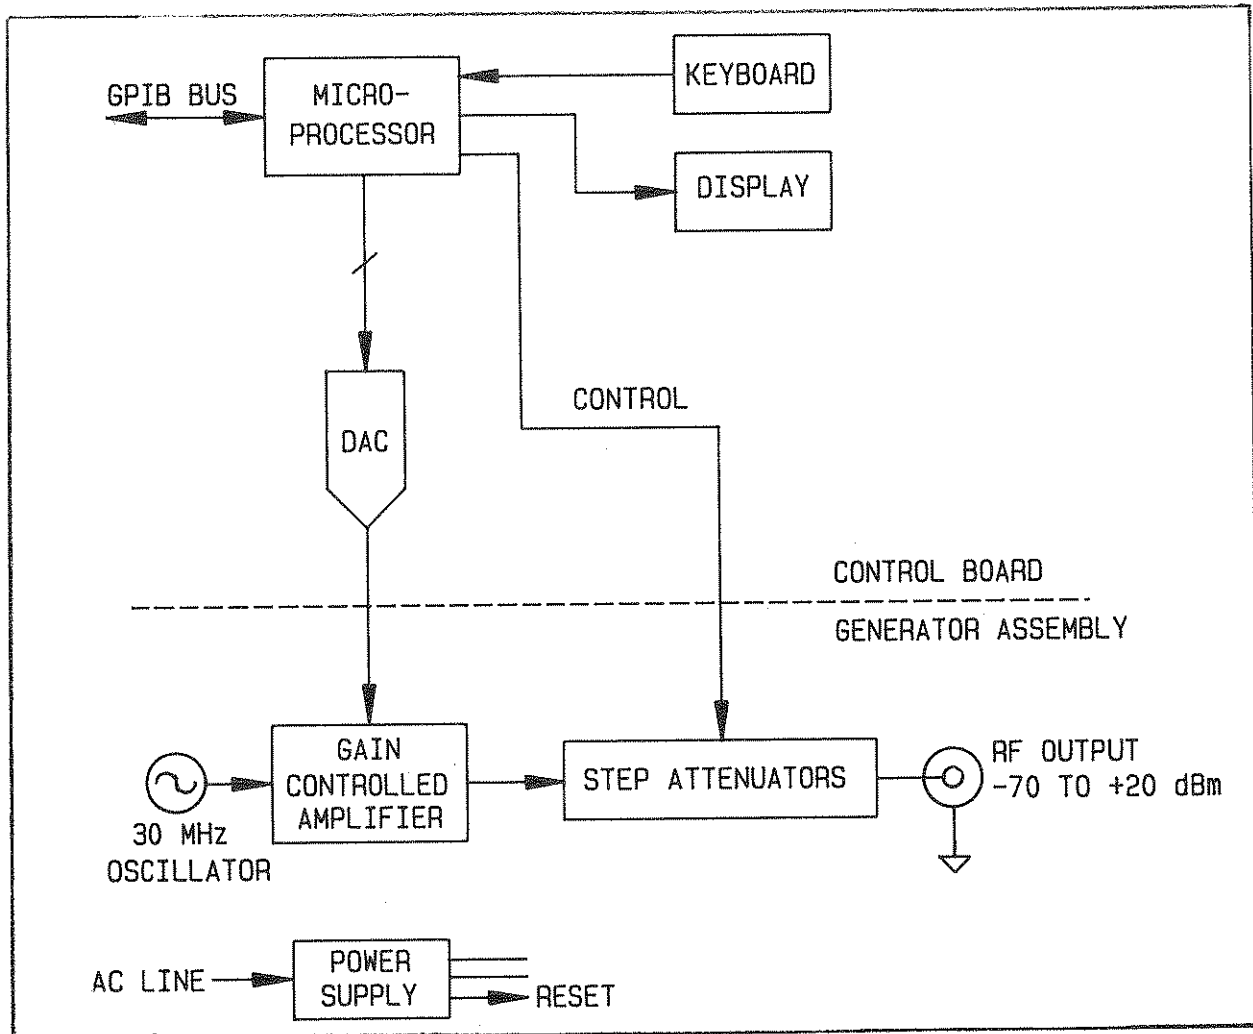 KEYBOARD
GPIB BUS
MICRO-
PROCESSOR
DISPLAY
CONTROL
DAC
CONTROL BOARD
GENERATOR ASSEMBLY
GAIN
CONTROLLED
AMPLIFIER
STEP ATTENUATORS
RF OUTPUT
-70 TO +20 dBm
30 MHz
OSCILLATOR
AC LINE
POWER
SUPPLY
RESET